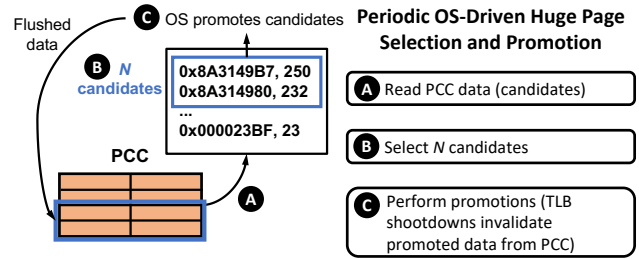 Flushed
data
C OS promotes candidates
B N
candidates
0x8A3149B7, 250
0x8A314980, 232
...
0x000023BF, 23
PCC
A
Periodic OS-Driven Huge Page
Selection and Promotion
A Read PCC data (candidates)
B Select N candidates
C Perform promotions (TLB
shootdowns invalidate
promoted data from PCC)